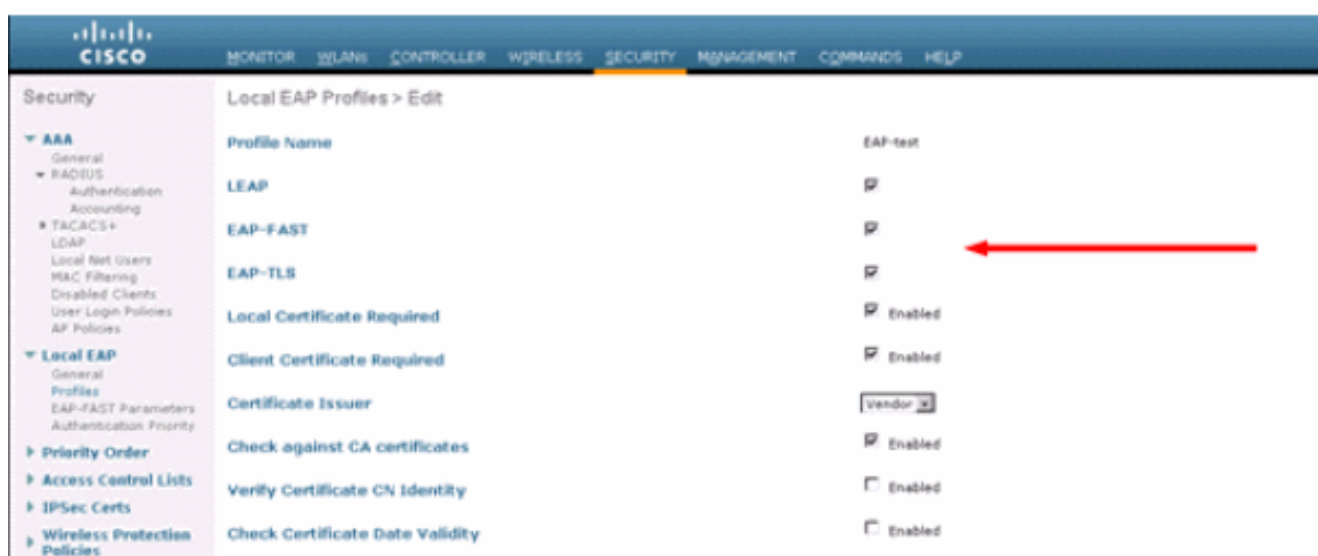 CISCO
MONITOR WLANs CONTROLLER WIRELESS SECURITY MANAGEMENT COMMANDS HELP
Security
AAA
General
RADIUS
Authentication
Accounting
TACACS+
LDAP
Local Net Users
MAC Filtering
Disabled Clients
User Login Policies
AP Policies
Local EAP
General
Profiles
EAP-FAST Parameters
Authentication Priority
Priority Order
Access Control Lists
IPSec Certs
Wireless Protection
Policies
Local EAP Profiles > Edit
Profile Name EAP-test
LEAP
EAP-FAST
EAP-TLS
Local Certificate Required Enabled
Client Certificate Required Enabled
Certificate Issuer Vendor
Check against CA certificates Enabled
Verify Certificate CN Identity Enabled
Check Certificate Date Validity Enabled